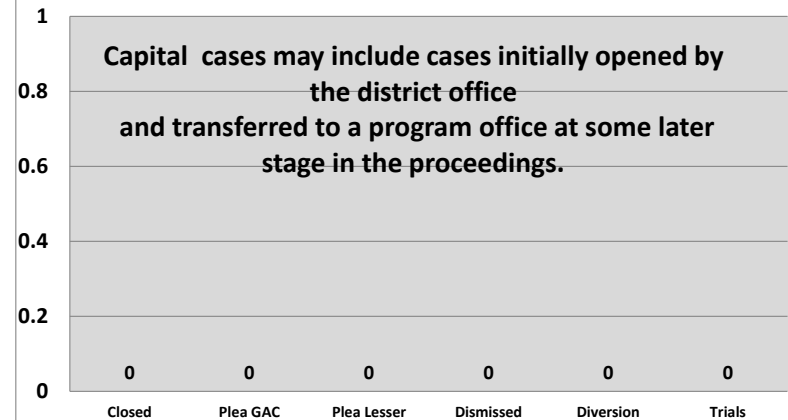 1
Capital cases may include cases initially opened by
the district office
and transferred to a program office at some later
stage in the proceedings.
0.8
0.6
0.4
0.2
0
0 0 0 0 0 0
Closed Plea GAC Plea Lesser Dismissed Diversion Trials